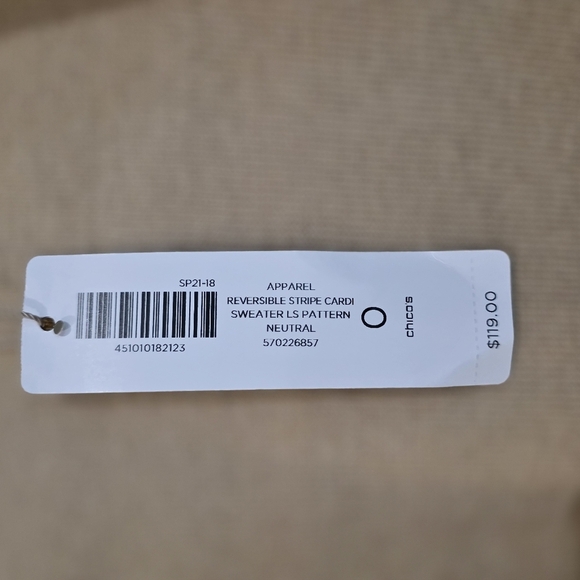 SP21-18
451010182123
APPAREL
REVERSIBLE STRIPE CARDI
SWEATER LS PATTERN
NEUTRAL
570226857
0
chico's
$119.00